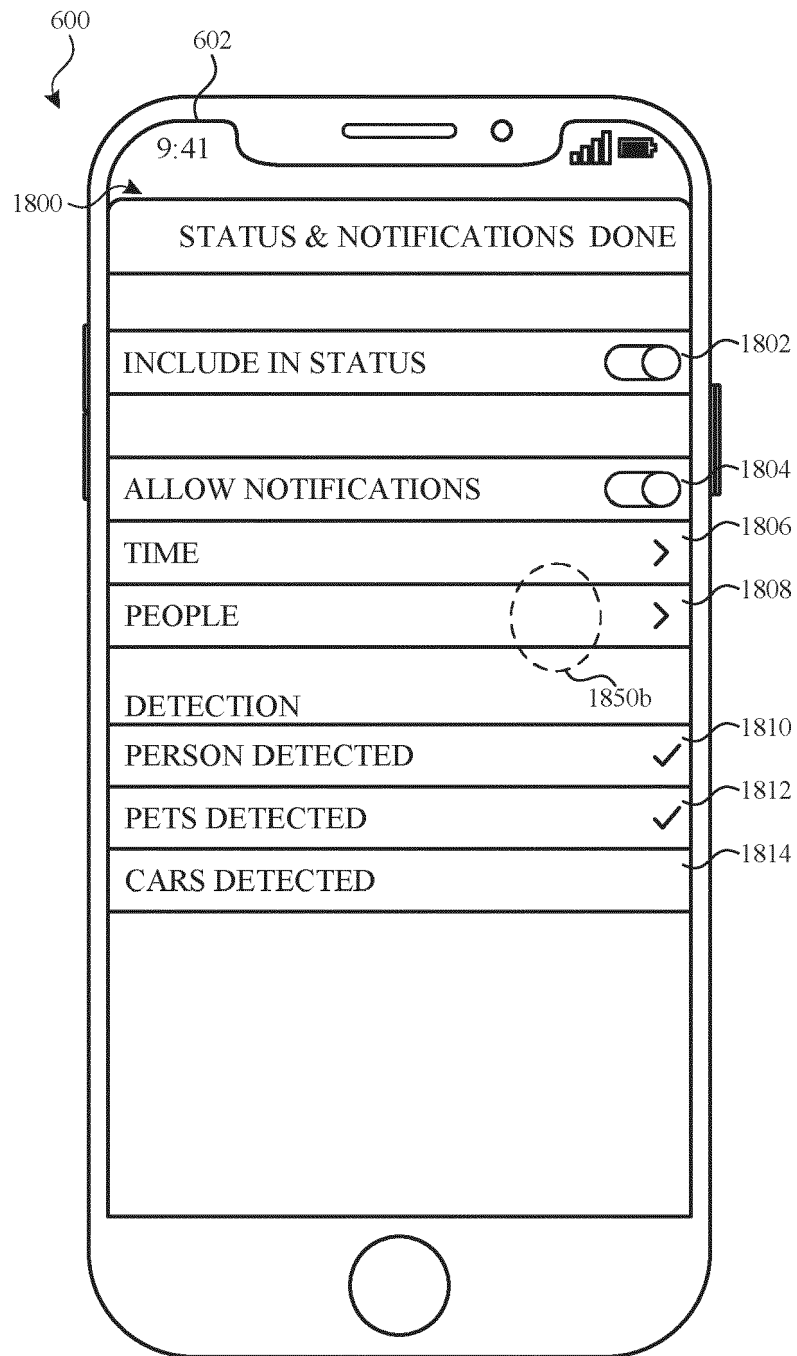 600
602
9:41
1800
STATUS & NOTIFICATIONS DONE
INCLUDE IN STATUS
1802
ALLOW NOTIFICATIONS
1804
TIME
1806
PEOPLE
1808
1850b
DETECTION
PERSON DETECTED
1810
PETS DETECTED
1812
CARS DETECTED
1814